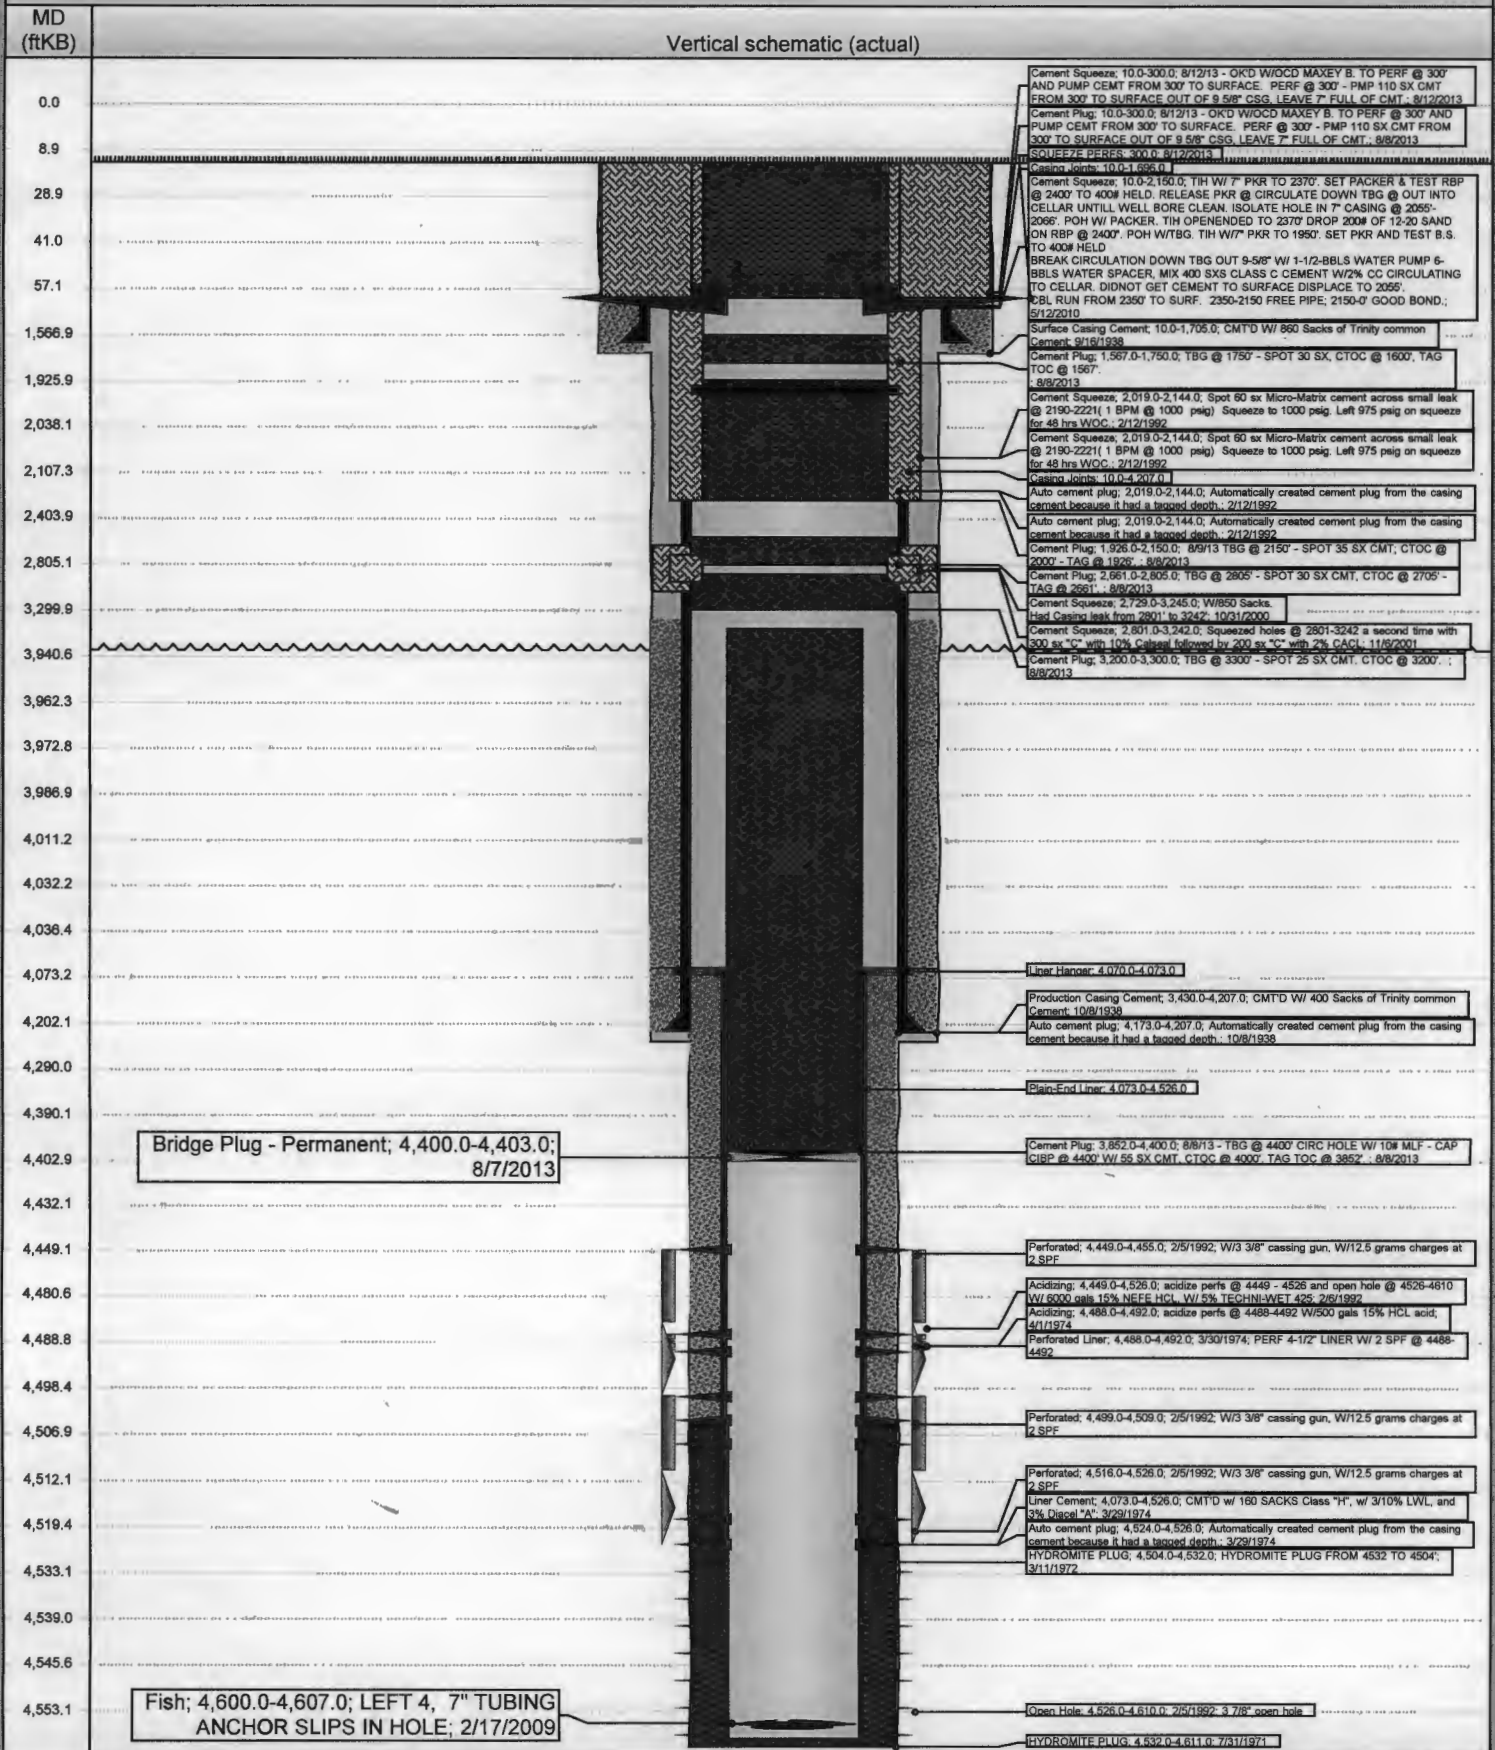 MD
(ftKB)
Vertical schematic (actual)
0.0
8.9
28.9
41.0
57.1
1,566.9
1,925.9
2,038.1
2,107.3
2,403.9
2,805.1
3,299.9
3,940.6
3,962.3
3,972.8
3,986.9
4,011.2
4,032.2
4,036.4
4,073.2
4,202.1
4,290.0
4,390.1
4,402.9
4,432.1
4,449.1
4,480.6
4,488.8
4,498.4
4,506.9
4,512.1
4,519.4
4,533.1
4,539.0
4,545.6
4,553.1
Bridge Plug - Permanent; 4,400.0-4,403.0;
8/7/2013
Fish; 4,600.0-4,607.0; LEFT 4, 7" TUBING
ANCHOR SLIPS IN HOLE; 2/17/2009
Cement Squeeze; 10.0-300.0; 8/12/13 - OK'D W/OCD MAXEY B. TO PERF @ 300'
AND PUMP CEMT FROM 300' TO SURFACE. PERF @ 300' - PMP 110 SX CMT
FROM 300' TO SURFACE OUT OF 9 5/8" CSG, LEAVE 7" FULL OF CMT.; 8/12/2013
Cement Plug; 10.0-300.0; 8/12/13 - OK'D W/OCD MAXEY B. TO PERF @ 300' AND
PUMP CEMT FROM 300' TO SURFACE. PERF @ 300' - PMP 110 SX CMT FROM
300' TO SURFACE OUT OF 9 5/8" CSG, LEAVE 7" FULL OF CMT.; 8/8/2013
SQUEEZE PERFS; 300.0; 8/12/2013
Casing Joints; 10.0-1,696.0
Cement Squeeze; 10.0-2,150.0; TIH W/ 7" PKR TO 2370'. SET PACKER & TEST RBP
@ 2400' TO 400# HELD. RELEASE PKR @ CIRCULATE DOWN TBG @ OUT INTO
CELLAR UNTILL WELL BORE CLEAN. ISOLATE HOLE IN 7" CASING @ 2055'-
2066'. POH W/ PACKER. TIH OPENENDED TO 2370' DROP 200# OF 12-20 SAND
ON RBP @ 2400'. POH W/TBG. TIH W/7" PKR TO 1950'. SET PKR AND TEST B.S.
TO 400# HELD
BREAK CIRCULATION DOWN TBG OUT 9-5/8" W/ 1-1/2-BBLS WATER PUMP 6-
BBLS WATER SPACER, MIX 400 SXS CLASS C CEMENT W/2% CC CIRCULATING
TO CELLAR. DIDNOT GET CEMENT TO SURFACE DISPLACE TO 2055'.
CBL RUN FROM 2350' TO SURF. 2350-2150 FREE PIPE; 2150-0' GOOD BOND.;
5/12/2010
Surface Casing Cement; 10.0-1,705.0; CMT'D W/ 860 Sacks of Trinity common
Cement; 9/16/1938
Cement Plug; 1,567.0-1,750.0; TBG @ 1750' - SPOT 30 SX, CTOC @ 1600', TAG
TOC @ 1567'.
; 8/8/2013
Cement Squeeze; 2,019.0-2,144.0; Spot 60 sx Micro-Matrix cement across small leak
@ 2190-2221( 1 BPM @ 1000 psig) Squeeze to 1000 psig. Left 975 psig on squeeze
for 48 hrs WOC.; 2/12/1992
Cement Squeeze; 2,019.0-2,144.0; Spot 60 sx Micro-Matrix cement across small leak
@ 2190-2221( 1 BPM @ 1000 psig) Squeeze to 1000 psig. Left 975 psig on squeeze
for 48 hrs WOC.; 2/12/1992
Casing Joints; 10.0-4,207.0
Auto cement plug; 2,019.0-2,144.0; Automatically created cement plug from the casing
cement because it had a tagged depth.; 2/12/1992
Auto cement plug; 2,019.0-2,144.0; Automatically created cement plug from the casing
cement because it had a tagged depth.; 2/12/1992
Cement Plug; 1,926.0-2,150.0; 8/9/13 TBG @ 2150' - SPOT 35 SX CMT; CTOC @
2000' - TAG @ 1926'. ; 8/8/2013
Cement Plug; 2,661.0-2,805.0; TBG @ 2805' - SPOT 30 SX CMT, CTOC @ 2705' -
TAG @ 2661'. ; 8/8/2013
Cement Squeeze; 2,729.0-3,245.0; W/850 Sacks.
Had Casing leak from 2801' to 3242'; 10/31/2000
Cement Squeeze; 2,801.0-3,242.0; Squeezed holes @ 2801-3242 a second time with
300 sx "C" with 10% Calseal followed by 200 sx "C" with 2% CACL; 11/6/2001
Cement Plug; 3,200.0-3,300.0; TBG @ 3300' - SPOT 25 SX CMT. CTOC @ 3200'. ;
8/8/2013
Liner Hanger; 4,070.0-4,073.0
Production Casing Cement; 3,430.0-4,207.0; CMT'D W/ 400 Sacks of Trinity common
Cement; 10/8/1938
Auto cement plug; 4,173.0-4,207.0; Automatically created cement plug from the casing
cement because it had a tagged depth.; 10/8/1938
Plain-End Liner; 4,073.0-4,526.0
Cement Plug; 3,852.0-4,400.0; 8/8/13 - TBG @ 4400' CIRC HOLE W/ 10# MLF - CAP
CIBP @ 4400' W/ 55 SX CMT, CTOC @ 4000', TAG TOC @ 3852'. ; 8/8/2013
Perforated; 4,449.0-4,455.0; 2/5/1992; W/3 3/8" cassing gun, W/12.5 grams charges at
2 SPF
Acidizing; 4,449.0-4,526.0; acidize perfs @ 4449 - 4526 and open hole @ 4526-4610
W/ 6000 gals 15% NEFE HCL, W/ 5% TECHNI-WET 425; 2/6/1992
Acidizing; 4,488.0-4,492.0; acidize perfs @ 4488-4492 W/500 gals 15% HCL acid;
4/1/1974
Perforated Liner; 4,488.0-4,492.0; 3/30/1974; PERF 4-1/2" LINER W/ 2 SPF @ 4488-
4492
Perforated; 4,499.0-4,509.0; 2/5/1992; W/3 3/8" cassing gun, W/12.5 grams charges at
2 SPF
Perforated; 4,516.0-4,526.0; 2/5/1992; W/3 3/8" cassing gun, W/12.5 grams charges at
2 SPF
Liner Cement; 4,073.0-4,526.0; CMT'D w/ 160 SACKS Class "H", w/ 3/10% LWL, and
3% Diacel "A"; 3/29/1974
Auto cement plug; 4,524.0-4,526.0; Automatically created cement plug from the casing
cement because it had a tagged depth.; 3/29/1974
HYDROMITE PLUG; 4,504.0-4,532.0; HYDROMITE PLUG FROM 4532 TO 4504';
3/11/1972
Open Hole; 4,526.0-4,610.0; 2/5/1992; 3 7/8" open hole
HYDROMITE PLUG; 4,532.0-4,611.0; 7/31/1971